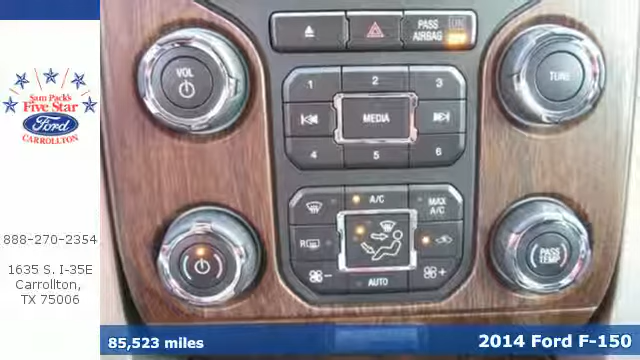 Sam Pack's
Five Star
Ford
CARROLLTON
888-270-2354
1635 S. I-35E
Carrollton,
TX 75006
PASS
AIRBAG
OFF
VOL
TUNE
1
2
3
MEDIA
4
5
6
A/C
MAX
A/C
R
AUTO
PASS
TEMP
85,523 miles
2014 Ford F-150